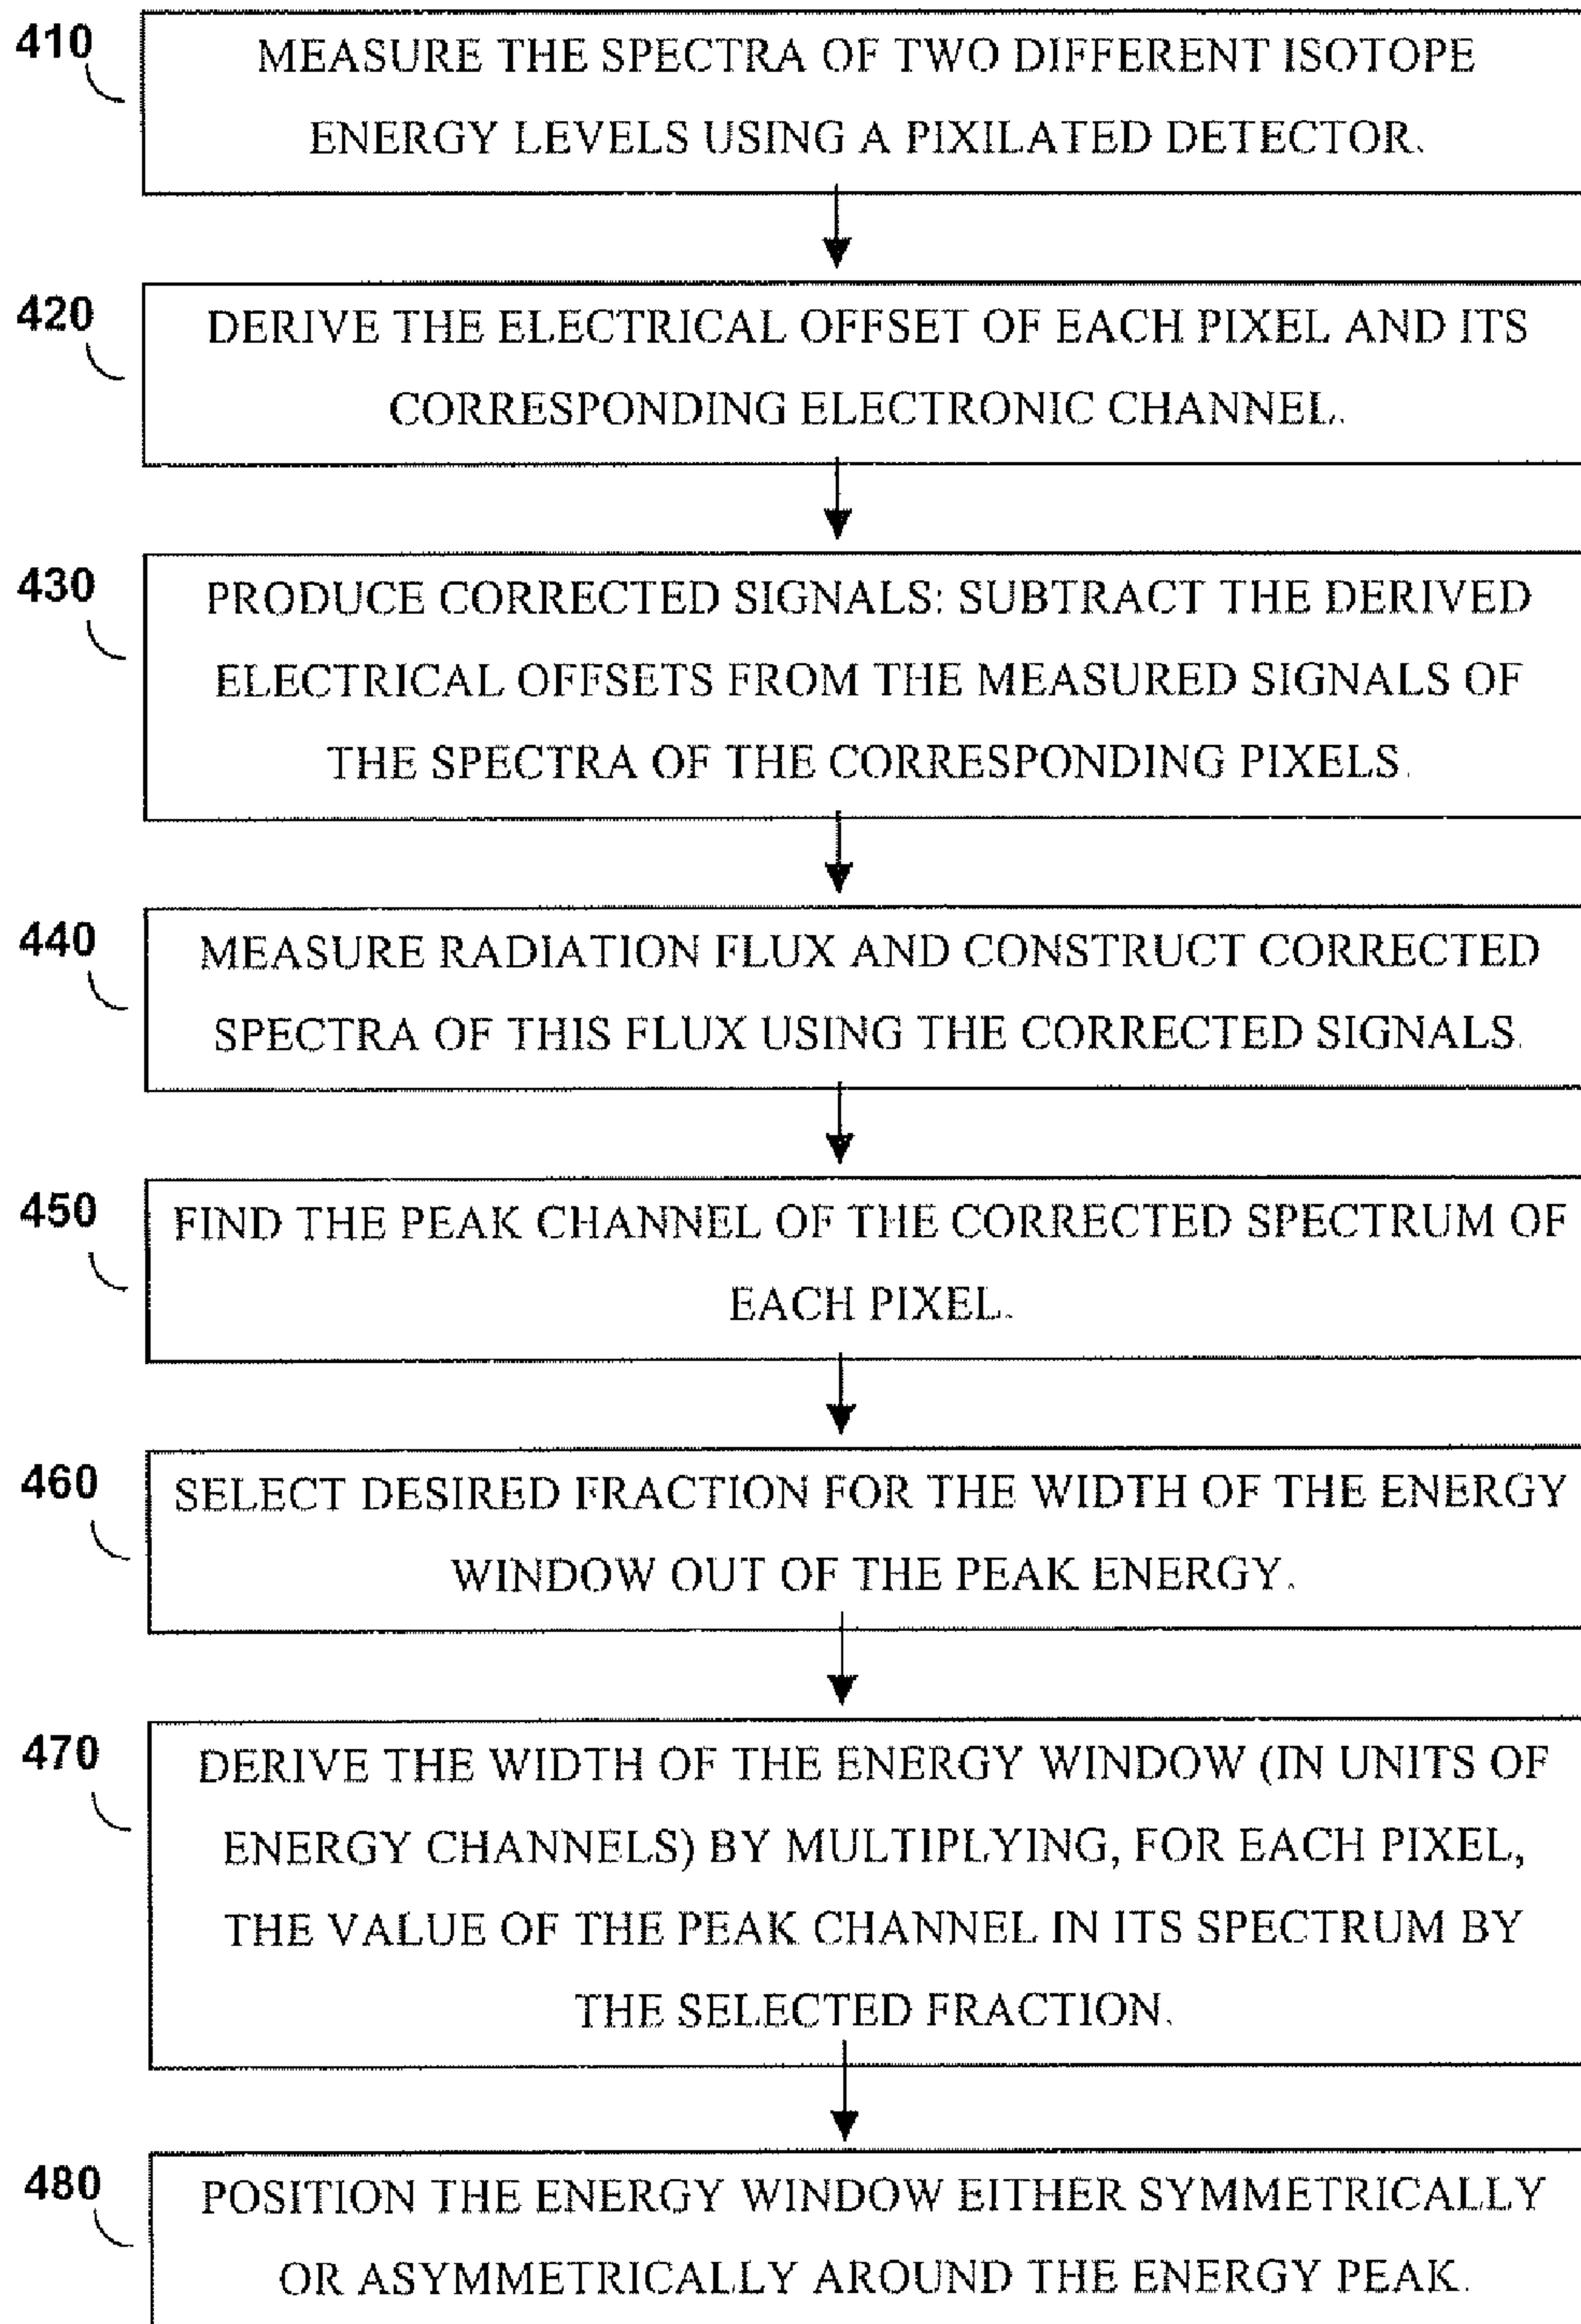 410
MEASURE THE SPECTRA OF TWO DIFFERENT ISOTOPE
ENERGY LEVELS USING A PIXILATED DETECTOR.
420
DERIVE THE ELECTRICAL OFFSET OF EACH PIXEL AND ITS
CORRESPONDING ELECTRONIC CHANNEL.
430
PRODUCE CORRECTED SIGNALS: SUBTRACT THE DERIVED
ELECTRICAL OFFSETS FROM THE MEASURED SIGNALS OF
THE SPECTRA OF THE CORRESPONDING PIXELS.
440
MEASURE RADIATION FLUX AND CONSTRUCT CORRECTED
SPECTRA OF THIS FLUX USING THE CORRECTED SIGNALS.
450
FIND THE PEAK CHANNEL OF THE CORRECTED SPECTRUM OF
EACH PIXEL.
460
SELECT DESIRED FRACTION FOR THE WIDTH OF THE ENERGY
WINDOW OUT OF THE PEAK ENERGY.
470
DERIVE THE WIDTH OF THE ENERGY WINDOW (IN UNITS OF
ENERGY CHANNELS) BY MULTIPLYING, FOR EACH PIXEL,
THE VALUE OF THE PEAK CHANNEL IN ITS SPECTRUM BY
THE SELECTED FRACTION.
480
POSITION THE ENERGY WINDOW EITHER SYMMETRICALLY
OR ASYMMETRICALLY AROUND THE ENERGY PEAK.